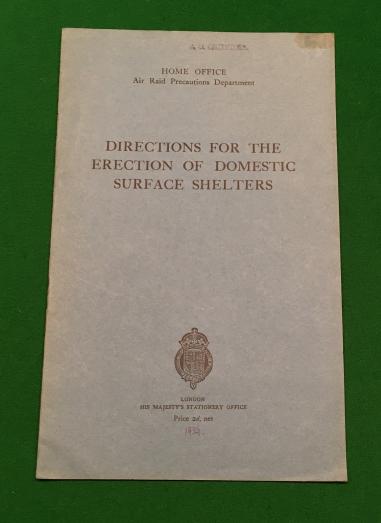 HOME OFFICE
Air Raid Precautions Department
DIRECTIONS FOR THE
ERECTION OF DOMESTIC
SURFACE SHELTERS
LONDON
HIS MAJESTY'S STATIONERY OFFICE
Price 2d. net
1939.